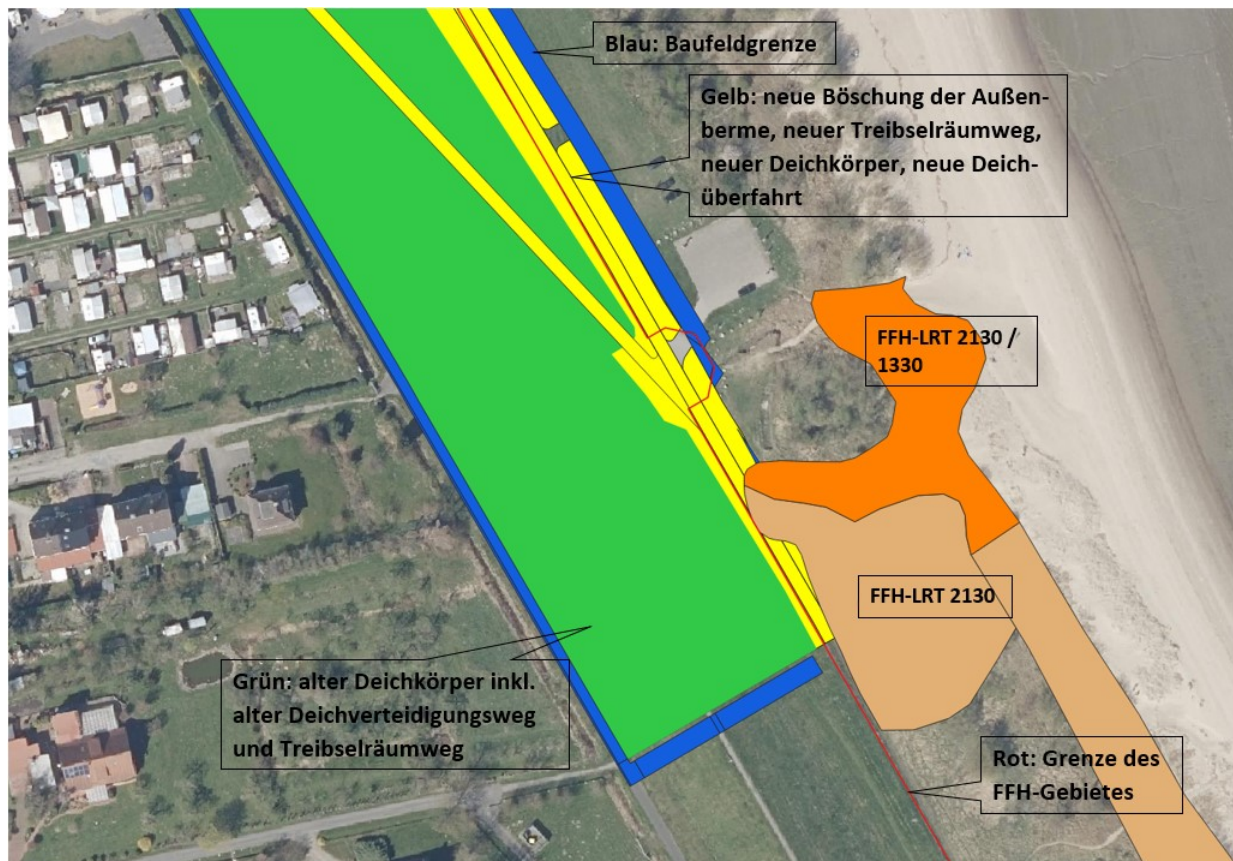 Blau: Baufeldgrenze
Gelb: neue Böschung der Außen-
berme, neuer Treibselräumweg,
neuer Deichkörper, neue Deich-
überfahrt
FFH-LRT 2130 /
1330
FFH-LRT 2130
Grün: alter Deichkörper inkl.
alter Deichverteidigungsweg
und Treibselräumweg
Rot: Grenze des
FFH-Gebietes